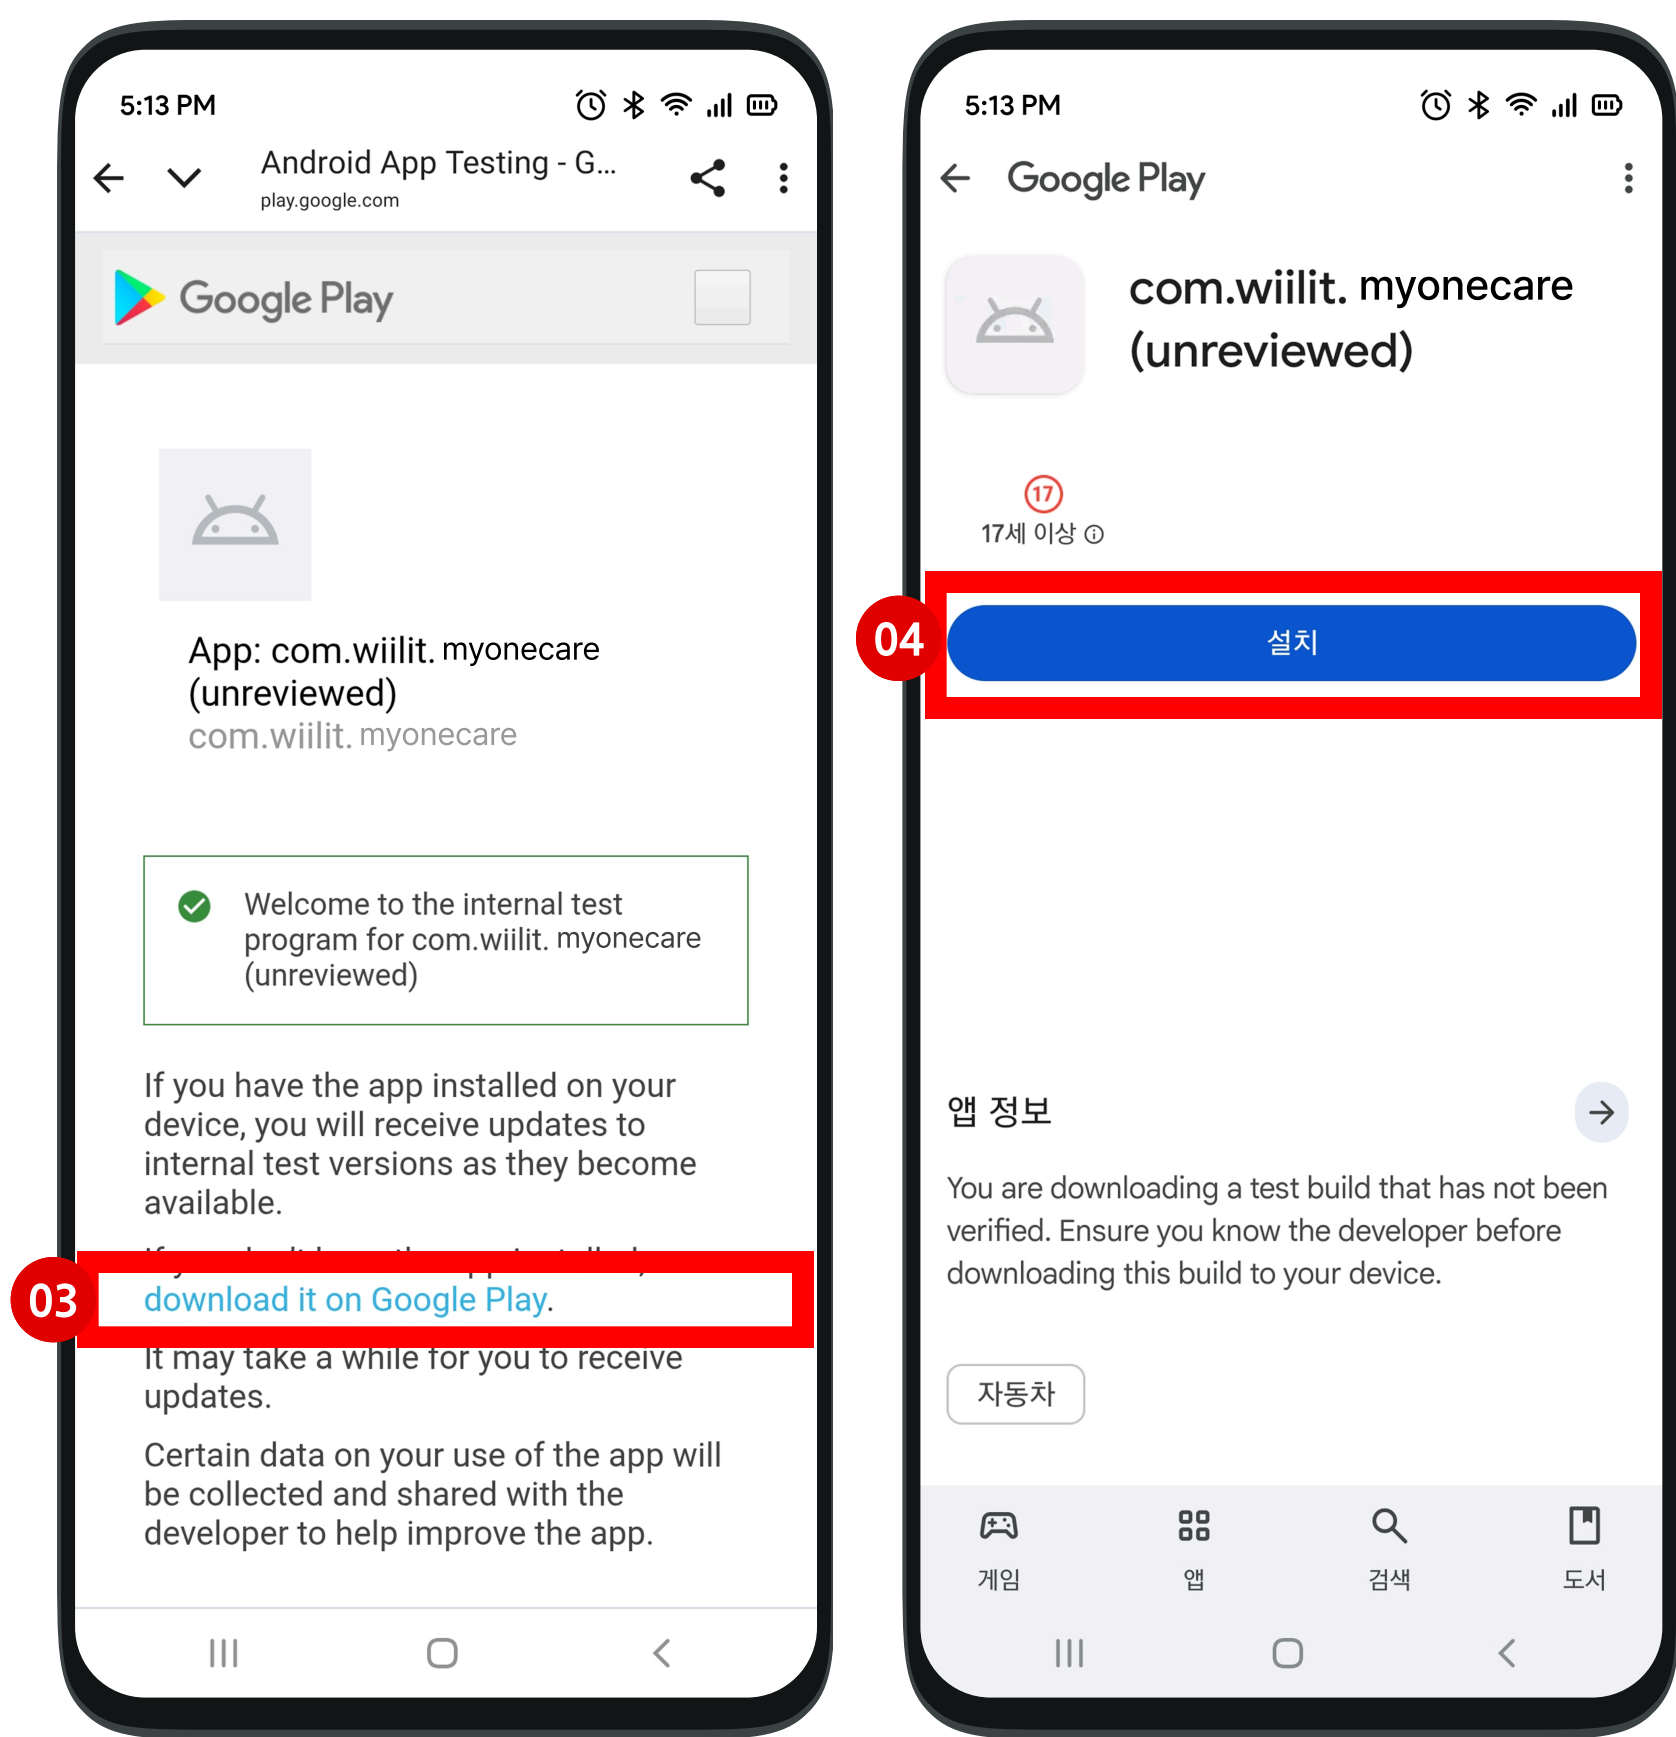 5:13 PM
Android App Testing - G...
play.google.com
Google Play
App: com.wiilit. myonecare
(unreviewed)
com.wiilit. myonecare
Welcome to the internal test
program for com.wiilit. myonecare
(unreviewed)
If you have the app installed on your
device, you will receive updates to
internal test versions as they become
available.
03
download it on Google Play.
It may take a while for you to receive
updates.
Certain data on your use of the app will
be collected and shared with the
developer to help improve the app.
5:13 PM
Google Play
com.wiilit. myonecare
(unreviewed)
17
17세 이상
04
설치
앱 정보
You are downloading a test build that has not been
verified. Ensure you know the developer before
downloading this build to your device.
자동차
게임
앱
검색
도서